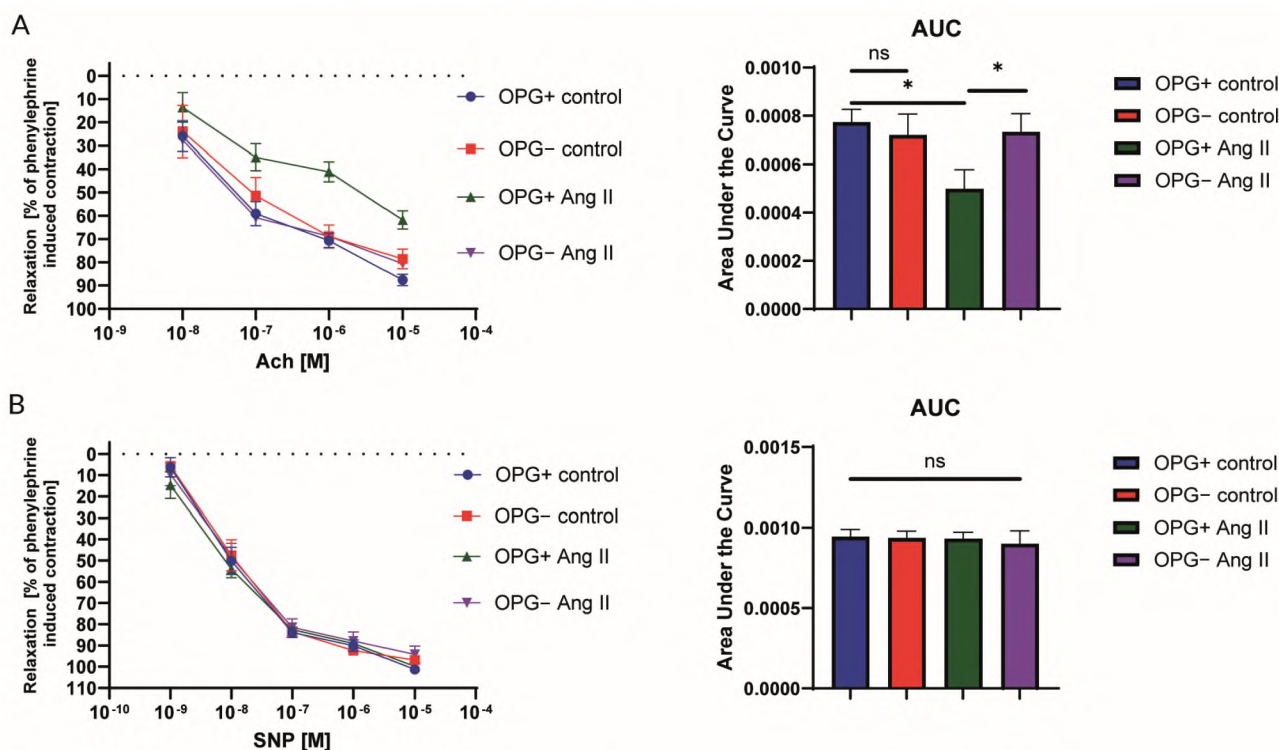 A
Relaxation [% of phenylephrine
induced contraction]
0
10
20
30
40
50
60
70
80
90
100
10-9
10-8
10-7
10-6
10-5
10-4
Ach [M]
OPG+ control
OPG− control
OPG+ Ang II
OPG− Ang II
AUC
Area Under the Curve
0.0010
0.0008
0.0006
0.0004
0.0002
0.0000
ns
*
*
OPG+ control
OPG− control
OPG+ Ang II
OPG− Ang II
B
Relaxation [% of phenylephrine
induced contraction]
0
10
20
30
40
50
60
70
80
90
100
110
10-10
10-9
10-8
10-7
10-6
10-5
10-4
SNP [M]
OPG+ control
OPG− control
OPG+ Ang II
OPG− Ang II
AUC
Area Under the Curve
0.0015
0.0010
0.0005
0.0000
ns
OPG+ control
OPG− control
OPG+ Ang II
OPG− Ang II